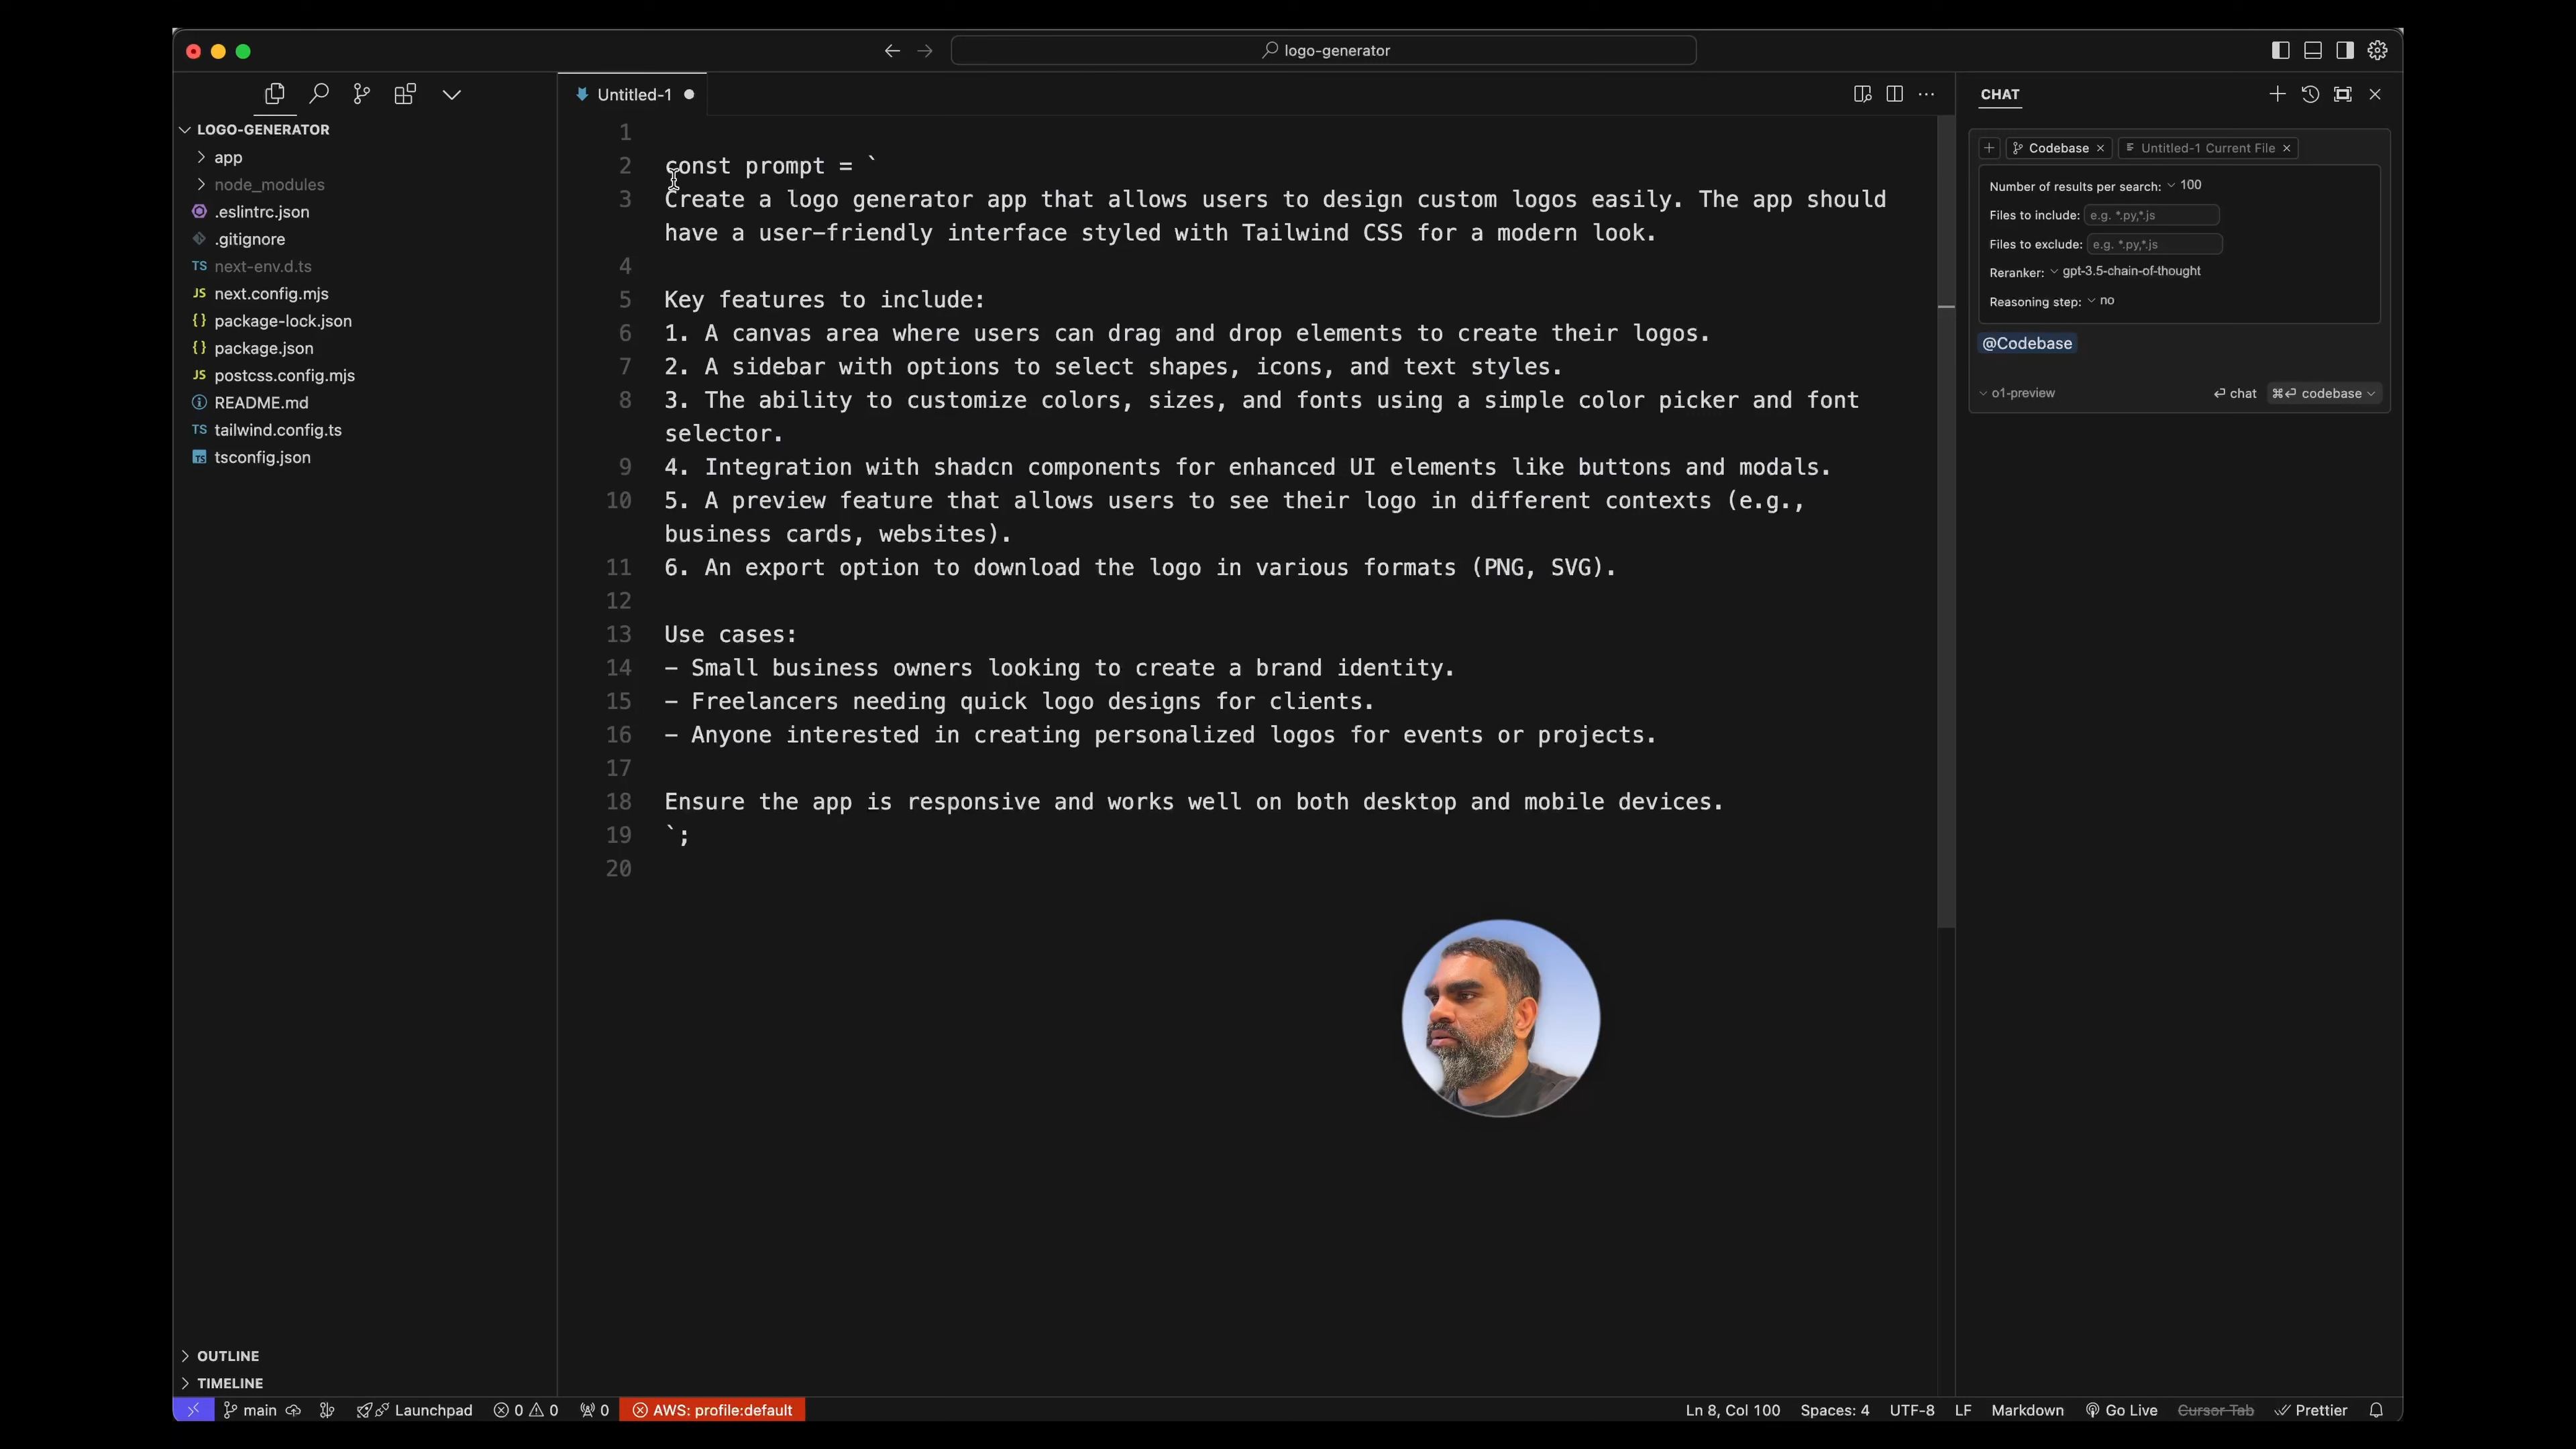 logo-generator
LOGO-GENERATOR
app
node_modules
.eslintrc.json
.gitignore
TS next-env.d.ts
JS next.config.mjs
{} package-lock.json
{} package.json
JS postcss.config.mjs
README.md
TS tailwind.config.ts
TS tsconfig.json
OUTLINE
TIMELINE
Untitled-1
1
2 const prompt = `
3 Create a logo generator app that allows users to design custom logos easily. The app should
have a user-friendly interface styled with Tailwind CSS for a modern look.
4
5 Key features to include:
6 1. A canvas area where users can drag and drop elements to create their logos.
7 2. A sidebar with options to select shapes, icons, and text styles.
8 3. The ability to customize colors, sizes, and fonts using a simple color picker and font
selector.
9 4. Integration with shadcn components for enhanced UI elements like buttons and modals.
10 5. A preview feature that allows users to see their logo in different contexts (e.g.,
business cards, websites).
11 6. An export option to download the logo in various formats (PNG, SVG).
12
13 Use cases:
14 - Small business owners looking to create a brand identity.
15 - Freelancers needing quick logo designs for clients.
16 - Anyone interested in creating personalized logos for events or projects.
17
18 Ensure the app is responsive and works well on both desktop and mobile devices.
19 `;
20
CHAT
Codebase Untitled-1 Current File
Number of results per search: 100
Files to include: e.g. *.py,*.js
Files to exclude: e.g. *.py,*.js
Reranker: gpt-3.5-chain-of-thought
Reasoning step: no
@Codebase
o1-preview chat codebase
main Launchpad 0 0 0 AWS: profile:default Ln 8, Col 100 Spaces: 4 UTF-8 LF Markdown Go Live Cursor Tab Prettier